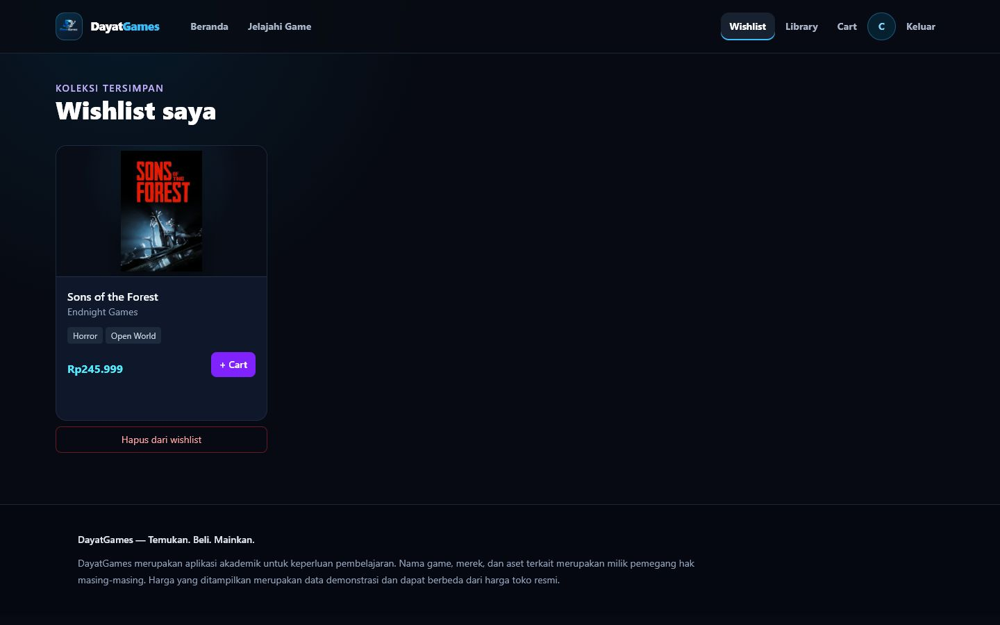 DayatGames
Beranda
Jelajahi Game
Wishlist
Library
Cart
C
Keluar
KOLEKSI TERSIMPAN
Wishlist saya
SONS OF THE
FOREST
Sons of the Forest
Endnight Games
Horror
Open World
Rp245.999
+ Cart
Hapus dari wishlist
DayatGames — Temukan. Beli. Mainkan.
DayatGames merupakan aplikasi akademik untuk keperluan pembelajaran. Nama game, merek, dan aset terkait merupakan milik pemegang hak
masing-masing. Harga yang ditampilkan merupakan data demonstrasi dan dapat berbeda dari harga toko resmi.